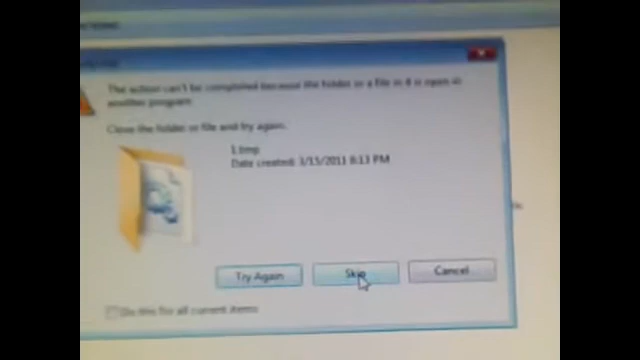 The action can't be completed because the folder or a file in it is open in
another program
Close the folder or file and try again.
1.tmp
Date created: 3/15/2011 8:13 PM
Try Again
Skip
Cancel
Do this for all current items